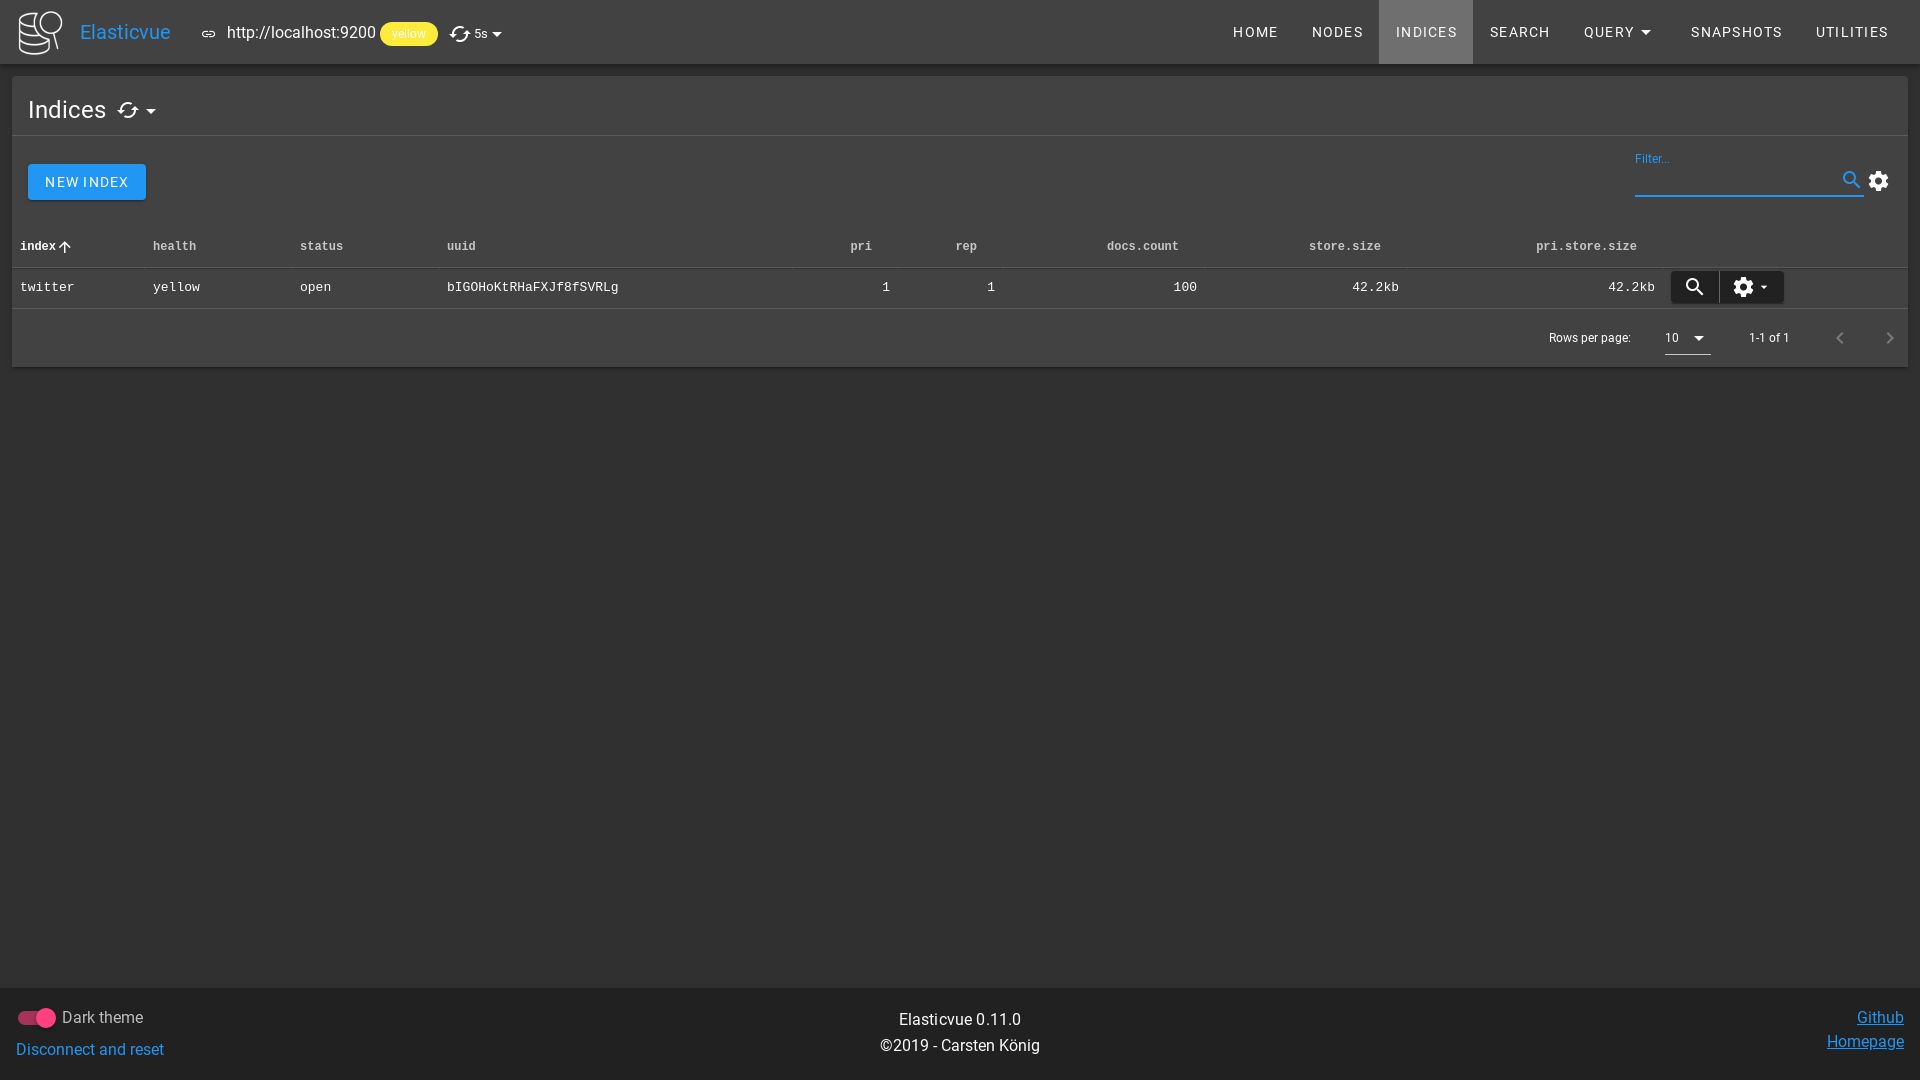 Elasticvue http://localhost:9200 yellow 5s HOME NODES INDICES SEARCH QUERY SNAPSHOTS UTILITIES
Indices
NEW INDEX
Filter...
index health status uuid pri rep docs.count store.size pri.store.size
twitter yellow open bIGOHoKtRHaFXJf8fSVRLg 1 1 100 42.2kb 42.2kb
Rows per page: 10 1-1 of 1
Dark theme
Disconnect and reset
Elasticvue 0.11.0
©2019 - Carsten König
Github
Homepage